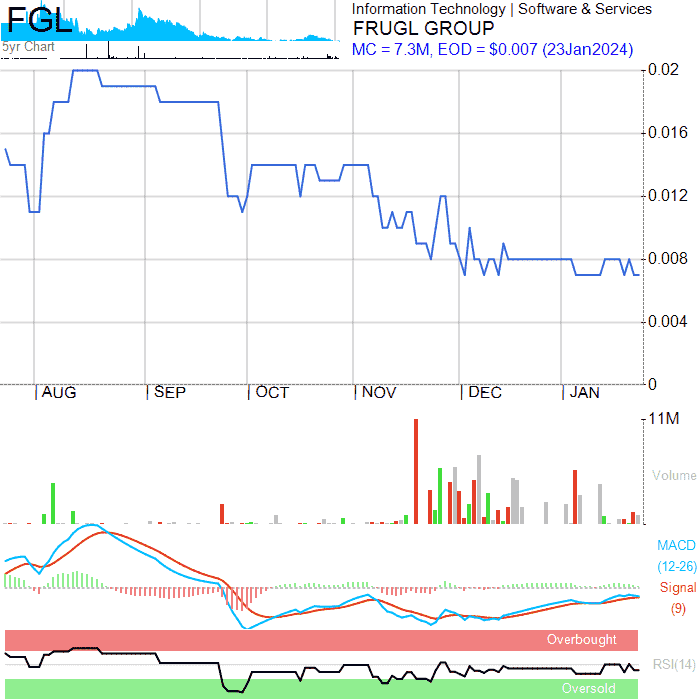 FGL
5yr Chart
Information Technology | Software & Services
FRUGL GROUP
MC = 7.3M, EOD = $0.007 (23Jan2024)
0.02
0.016
0.012
0.008
0.004
0
|AUG |SEP |OCT |NOV |DEC |JAN
11M
Volume
MACD
(12-26)
Signal
(9)
Overbought
RSI(14)
Oversold